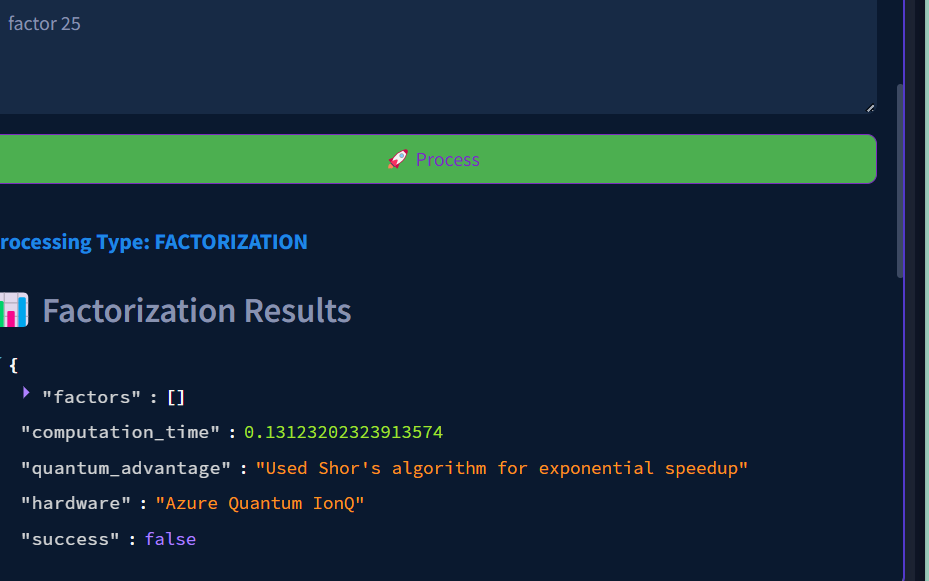 factor 25
🚀 Process
rocessing Type: FACTORIZATION
📊 Factorization Results
{
"factors" : []
"computation_time" : 0.13123202323913574
"quantum_advantage" : "Used Shor's algorithm for exponential speedup"
"hardware" : "Azure Quantum IonQ"
"success" : false